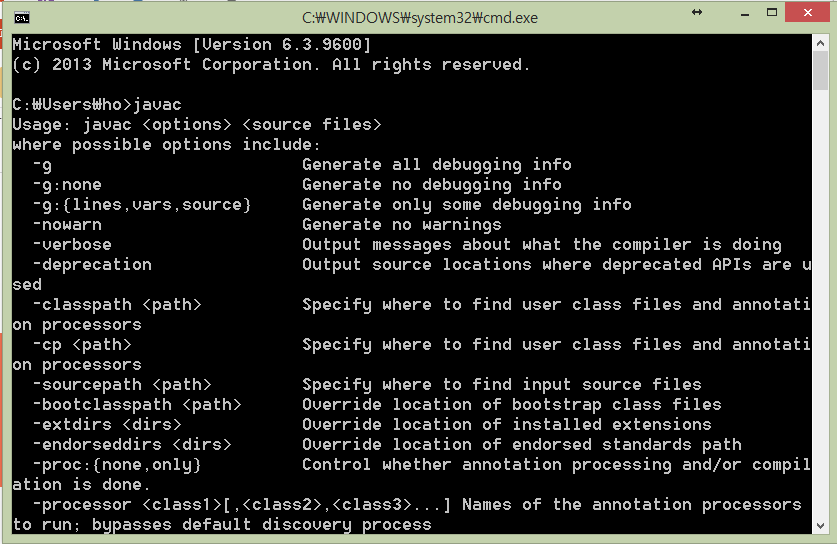 C:₩WINDOWS₩system32₩cmd.exe
Microsoft Windows [Version 6.3.9600]
(c) 2013 Microsoft Corporation. All rights reserved.
C:₩Users₩ho>javac
Usage: javac <options> <source files>
where possible options include:
  -g                         Generate all debugging info
  -g:none                    Generate no debugging info
  -g:{lines,vars,source}     Generate only some debugging info
  -nowarn                    Generate no warnings
  -verbose                   Output messages about what the compiler is doing
  -deprecation               Output source locations where deprecated APIs are u
sed
  -classpath <path>          Specify where to find user class files and annotati
on processors
  -cp <path>                 Specify where to find user class files and annotati
on processors
  -sourcepath <path>         Specify where to find input source files
  -bootclasspath <path>      Override location of bootstrap class files
  -extdirs <dirs>            Override location of installed extensions
  -endorseddirs <dirs>       Override location of endorsed standards path
  -proc:{none,only}          Control whether annotation processing and/or compil
ation is done.
  -processor <class1>[,<class2>,<class3>...] Names of the annotation processors
to run; bypasses default discovery process